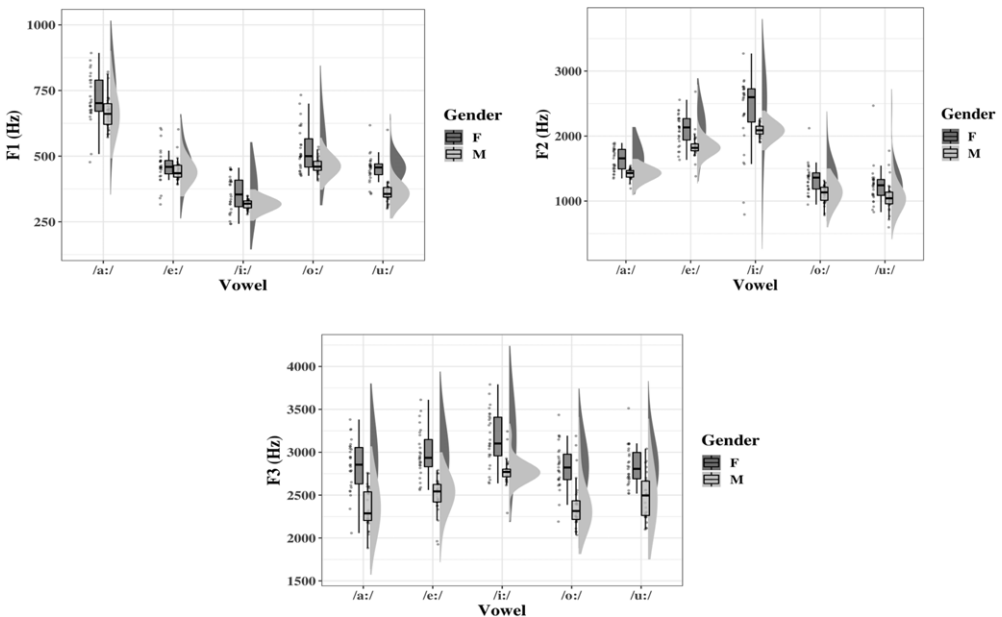 1000
750
500
250
F1 (Hz)
/a:/ /e:/ /i:/ /o:/ /u:/
Vowel
Gender
F
M
3000
2000
1000
F2 (Hz)
/a:/ /e:/ /i:/ /o:/ /u:/
Vowel
Gender
F
M
4000
3500
3000
2500
2000
1500
F3 (Hz)
/a:/ /e:/ /i:/ /o:/ /u:/
Vowel
Gender
F
M